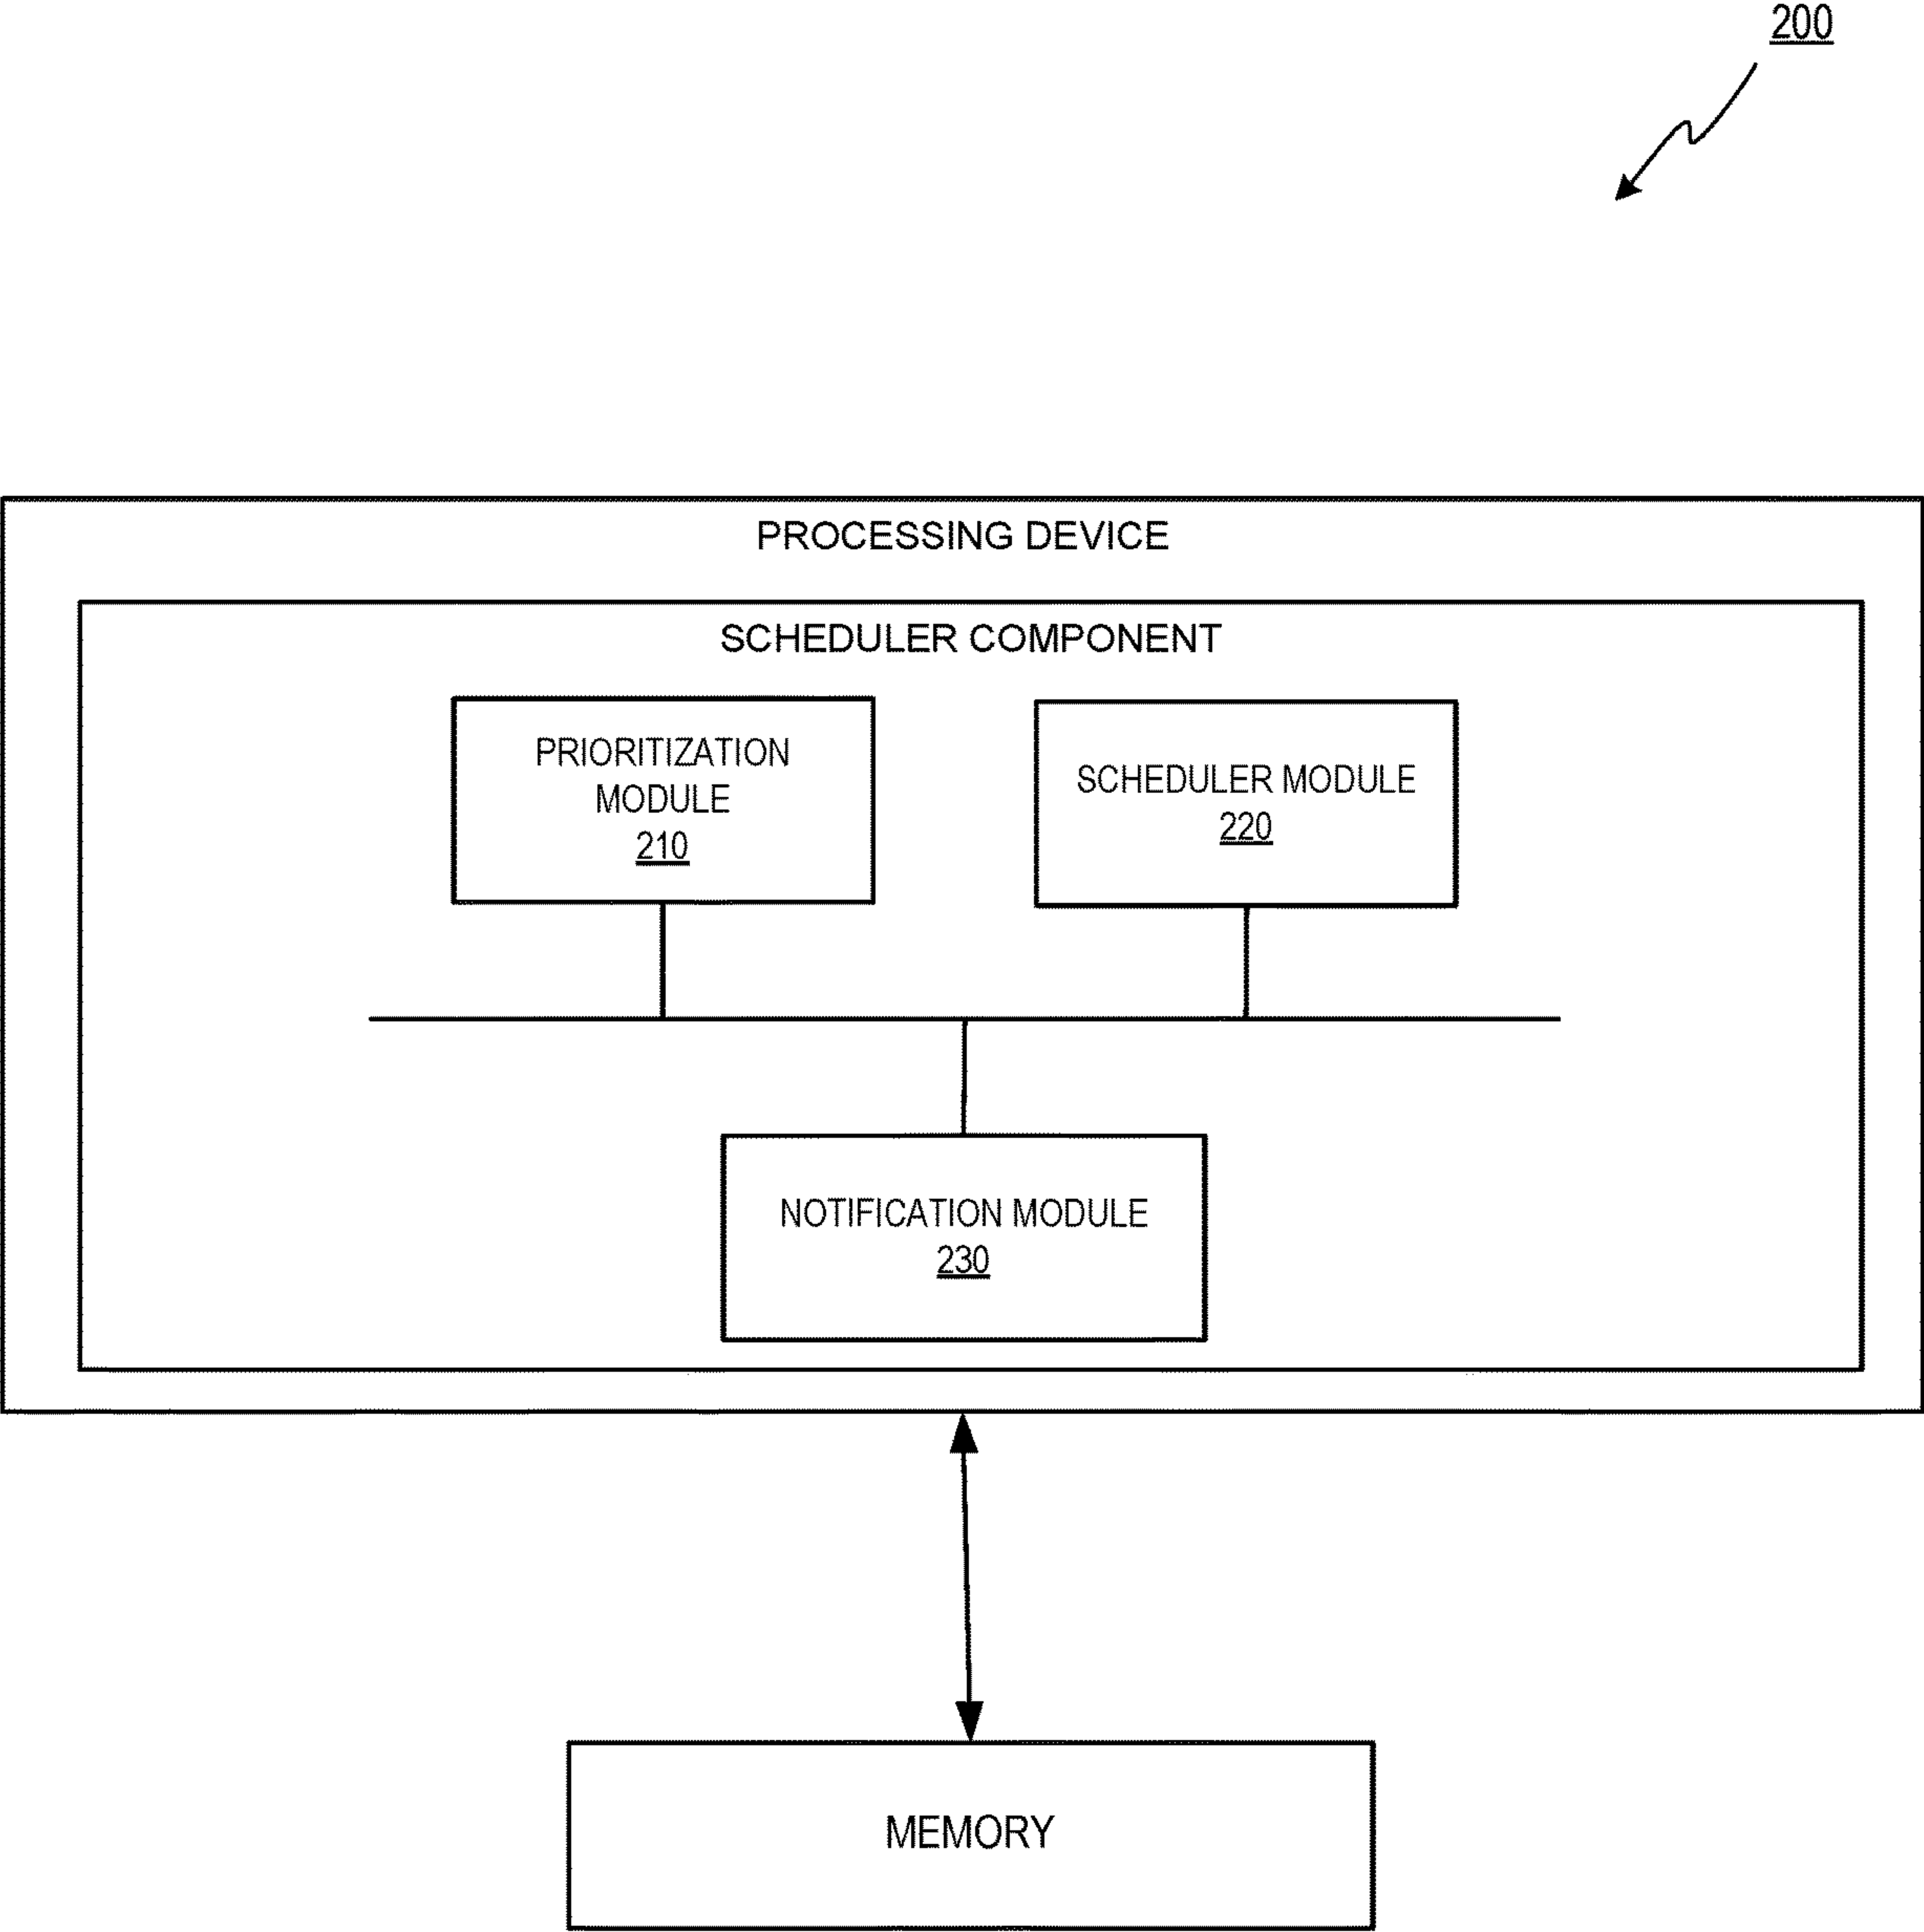 200
PROCESSING DEVICE
SCHEDULER COMPONENT
PRIORITIZATION
MODULE
210
SCHEDULER MODULE
220
NOTIFICATION MODULE
230
MEMORY